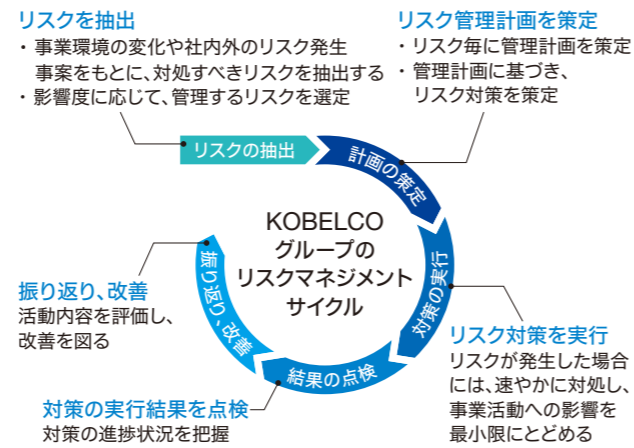 リスクを抽出
・ 事業環境の変化や社内外のリスク発生
事案をもとに、対処すべきリスクを抽出する
・ 影響度に応じて、管理するリスクを選定
リスク管理計画を策定
・ リスク毎に管理計画を策定
・ 管理計画に基づき、
リスク対策を策定
リスクの抽出
計画の策定
対策の実行
結果の点検
振り返り、改善
KOBELCO
グループの
リスクマネジメント
サイクル
振り返り、改善
活動内容を評価し、
改善を図る
リスク対策を実行
リスクが発生した場合
には、速やかに対処し、
事業活動への影響を
最小限にとどめる
対策の実行結果を点検
対策の進捗状況を把握